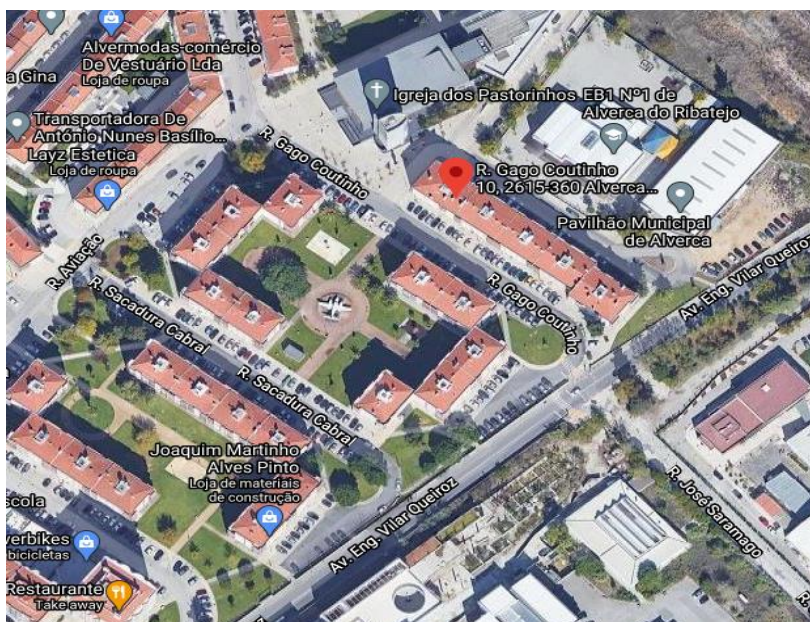 Alvermodas-comércio
De Vestuário Lda
Loja de roupa
a Gina
Igreja dos Pastorinhos
EB1 Nº1 de
Alverca do Ribatejo
Transportadora De
António Nunes Basílio...
Layz Estetica
Loja de roupa
R. Gago Coutinho
R. Gago Coutinho
10, 2615-360 Alverca...
Pavilhão Municipal
de Alverca
R. Aviação
R. Sacadura Cabral
R. Gago Coutinho
Av. Eng. Vilar Queiroz
R. Sacadura Cabral
Joaquim Martinho
Alves Pinto
Loja de materiais
de construção
scola
verbikes
bicicletas
Av. Eng. Vilar Queiroz
R. José Saramago
Restaurante
Take away
R.